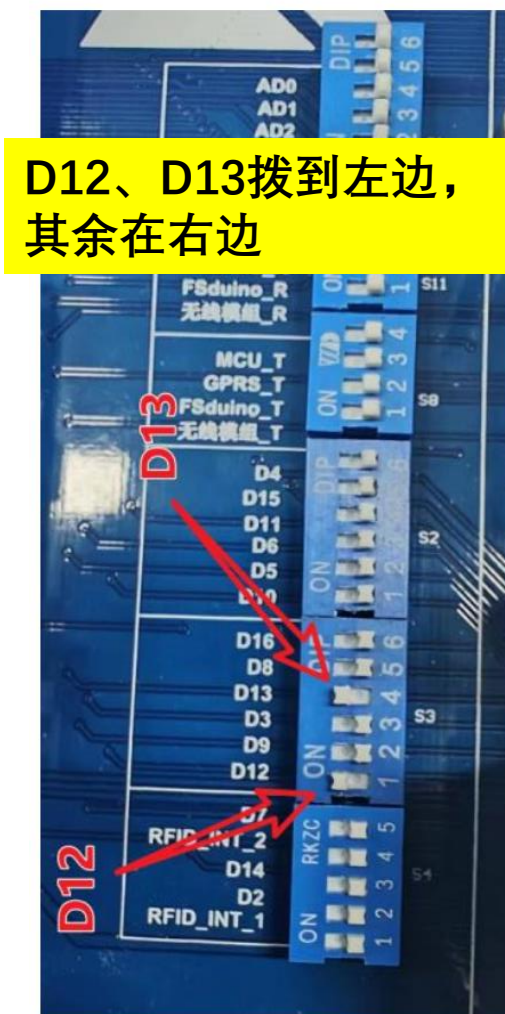 DIP
6
5
4
3
AD0
AD1
AD2
D12、D13拨到左边，
其余在右边
FSduino_R
无线模组_R
1
S11
MCU_T
GPRS_T
FSduino_T
无线模组_T
ON
4
3
2
1
S8
D13
D4
D15
D11
D6
D5
DIP
ON
6
2
1
S2
D16
D8
D13
D3
D9
D12
DIP
ON
6
5
4
3
2
1
S3
D12
D7
D14
D2
RFID_INT_1
RKZC
ON
5
4
3
2
1
S4